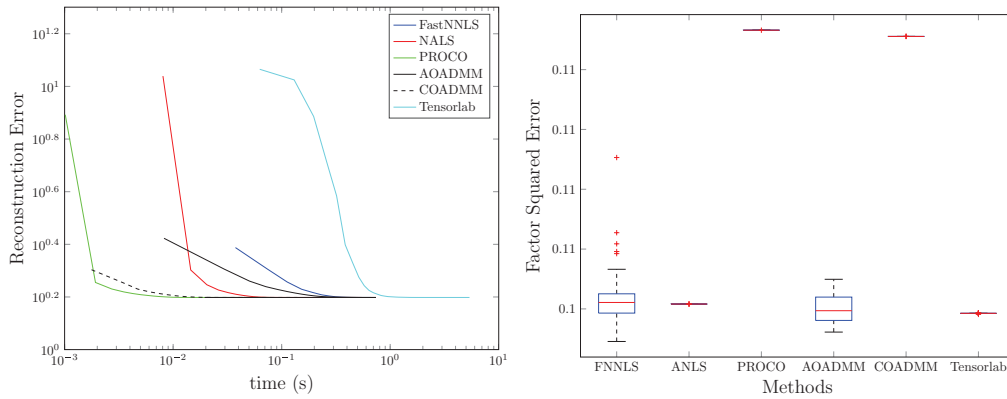 10^1.2
10^1
10^0.8
10^0.6
10^0.4
10^0.2
10^0
Reconstruction Error
10^−3
10^−2
10^−1
10^0
10^1
time (s)
FastNNLS
NALS
PROCO
AOADMM
COADMM
Tensorlab
0.11
0.11
0.11
0.11
0.1
Factor Squared Error
FNNLS
ANLS
PROCO
AOADMM
COADMM
Tensorlab
Methods